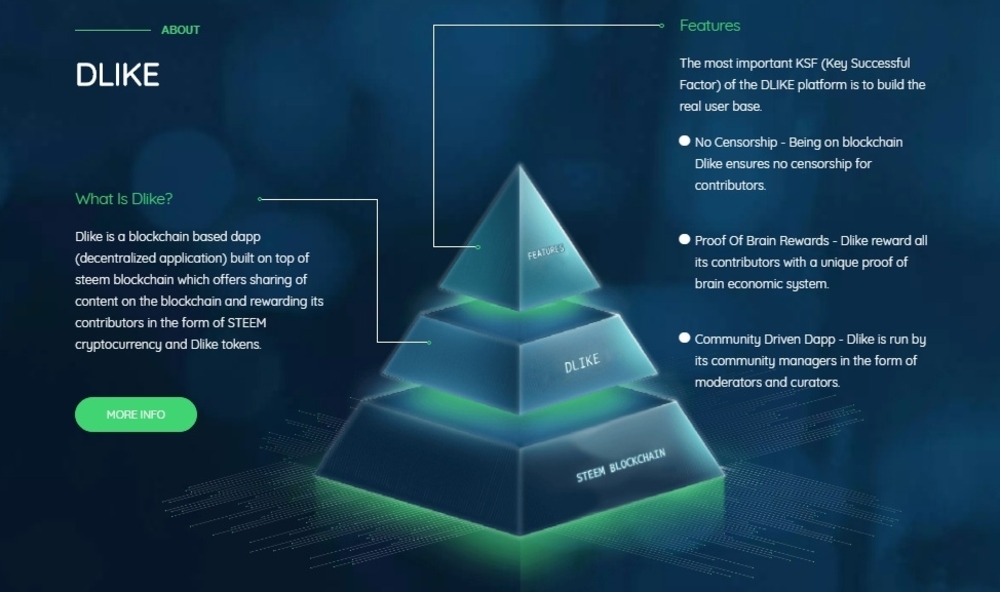 ABOUT
DLIKE
What Is Dlike?
Dlike is a blockchain based dapp
(decentralized application) built on top of
steem blockchain which offers sharing of
content on the blockchain and rewarding its
contributors in the form of STEEM
cryptocurrency and Dlike tokens.
MORE INFO
FEATURES
DLIKE
STEEM BLOCKCHAIN
Features
The most important KSF (Key Successful
Factor) of the DLIKE platform is to build the
real user base.
No Censorship - Being on blockchain
Dlike ensures no censorship for
contributors.
Proof Of Brain Rewards - Dlike reward all
its contributors with a unique proof of
brain economic system.
Community Driven Dapp - Dlike is run by
its community managers in the form of
moderators and curators.